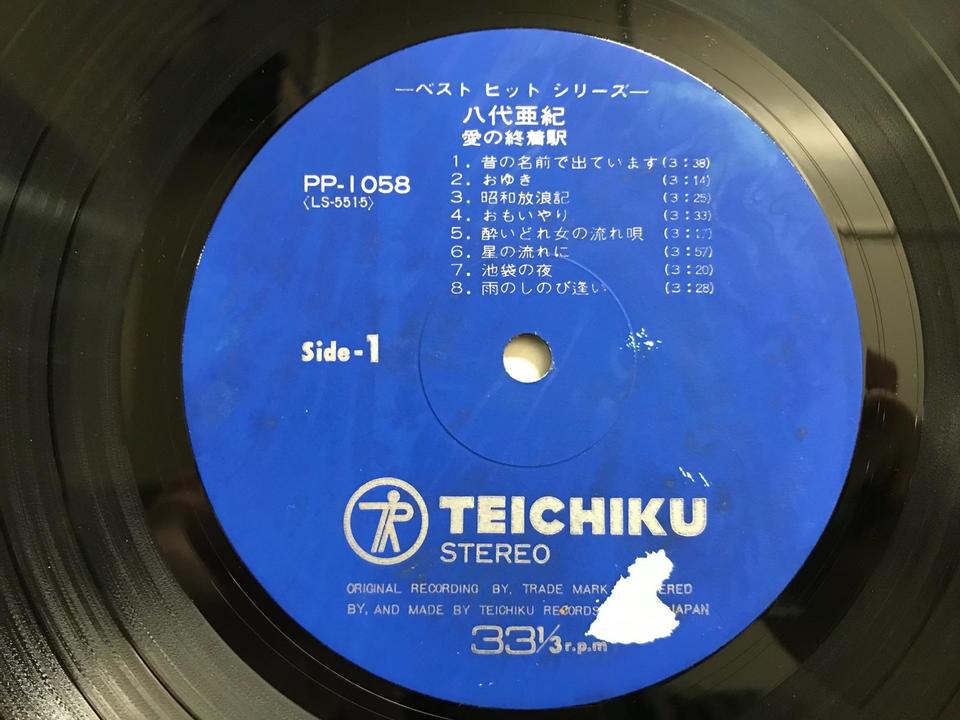 ―ベスト ヒット シリーズ―
八代亜紀
愛の終着駅
PP-1058
〈LS-5515〉
1. 昔の名前で出ています(3:38)
2. おゆき (3:14)
3. 昭和放浪記 (3:25)
4. おもいやり (3:33)
5. 酔いどれ女の流れ唄 (3:17)
6. 星の流れに (3:57)
7. 池袋の夜 (3:20)
8. 雨のしのび逢い (3:28)
Side-1
TEICHIKU
STEREO
ORIGINAL RECORDING BY, TRADE MARK
BY, AND MADE BY TEICHIKU RECORDS JAPAN
33 1/3 r.p.m